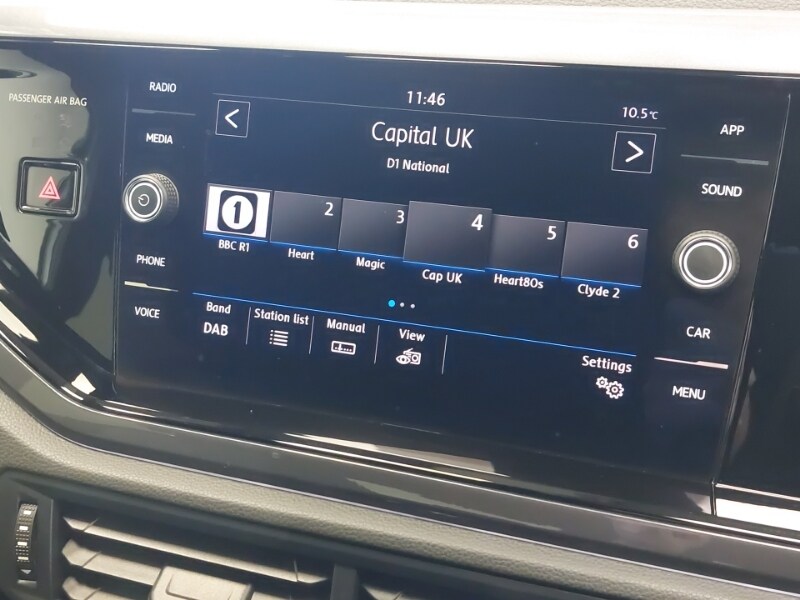 PASSENGER AIR BAG
RADIO
MEDIA
PHONE
VOICE
11:46
10.5°C
<
Capital UK
>
D1 National
1
2
3
4
5
6
BBC R1
Heart
Magic
Cap UK
Heart80s
Clyde 2
Band
DAB
Station list
Manual
View
Settings
APP
SOUND
CAR
MENU